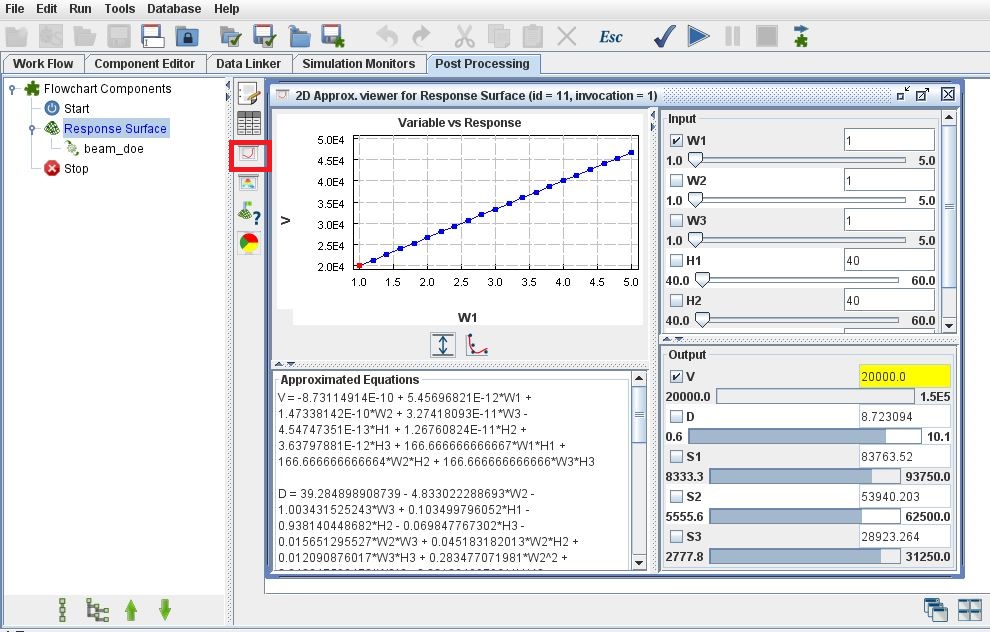 File Edit Run Tools Database Help
Esc
Work Flow Component Editor Data Linker Simulation Monitors Post Processing
Flowchart Components
Start
Response Surface
beam_doe
Stop
?
2D Approx. viewer for Response Surface (id = 11, invocation = 1)
Variable vs Response
5.0E4
4.5E4
4.0E4
3.5E4
3.0E4
2.5E4
2.0E4
V
1.0 1.5 2.0 2.5 3.0 3.5 4.0 4.5 5.0
W1
Approximated Equations
V = -8.73114914E-10 + 5.45696821E-12*W1 +
1.47338142E-10*W2 + 3.27418093E-11*W3 -
4.54747351E-13*H1 + 1.26760824E-11*H2 +
3.63797881E-12*H3 + 166.666666666667*W1*H1 +
166.666666666664*W2*H2 + 166.666666666666*W3*H3
D = 39.284898908739 - 4.833022288693*W2 -
1.003431525243*W3 + 0.103499796052*H1 -
0.938140448682*H2 - 0.069847767302*H3 -
0.015651295527*W2*W3 + 0.045183182013*W2*H2 +
0.012090876017*W3*H3 + 0.283477071981*W2^2 +
Input
W1 1
1.0 5.0
W2 1
1.0 5.0
W3 1
1.0 5.0
H1 40
40.0 60.0
H2 40
40.0 60.0
Output
V 20000.0
20000.0 1.5E5
D 8.723094
0.6 10.1
S1 83763.52
8333.3 93750.0
S2 53940.203
5555.6 62500.0
S3 28923.264
2777.8 31250.0